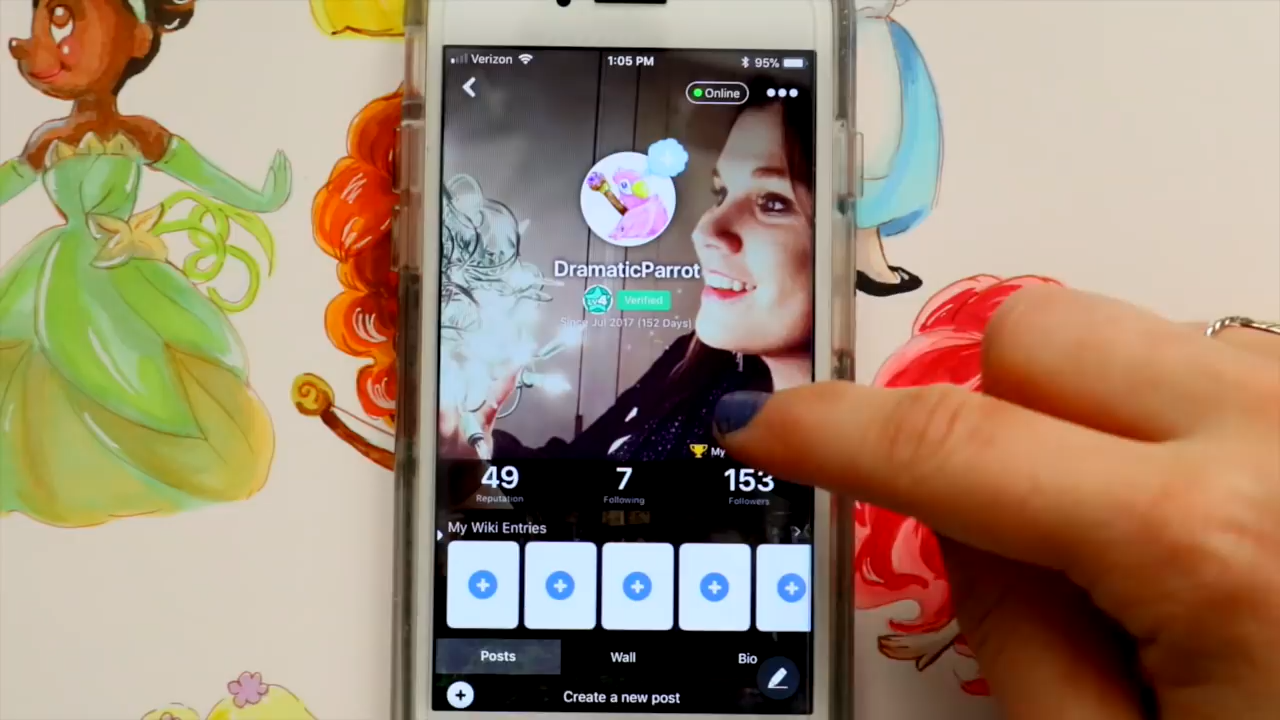 Verizon 1:05 PM 95%
Online
DramaticParrot
Lv4 Verified
Since Jul 2017 (152 Days)
My
49 7 153
Reputation Following Followers
My Wiki Entries
Posts Wall Bio
Create a new post